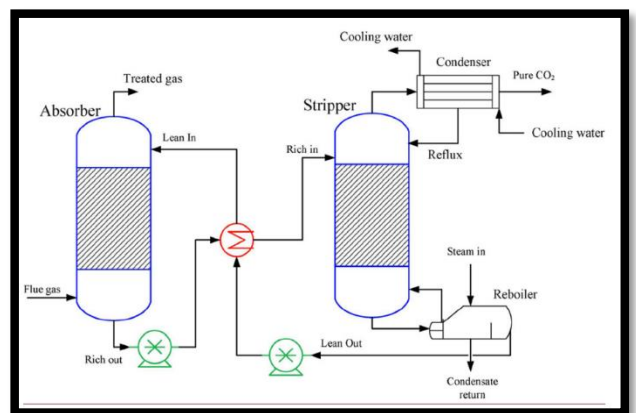 Cooling water
Condenser
Treated gas
Pure CO₂
Absorber
Stripper
Lean In
Cooling water
Rich in
Reflux
Steam in
Flue gas
Reboiler
Rich out
Lean Out
Condensate
return